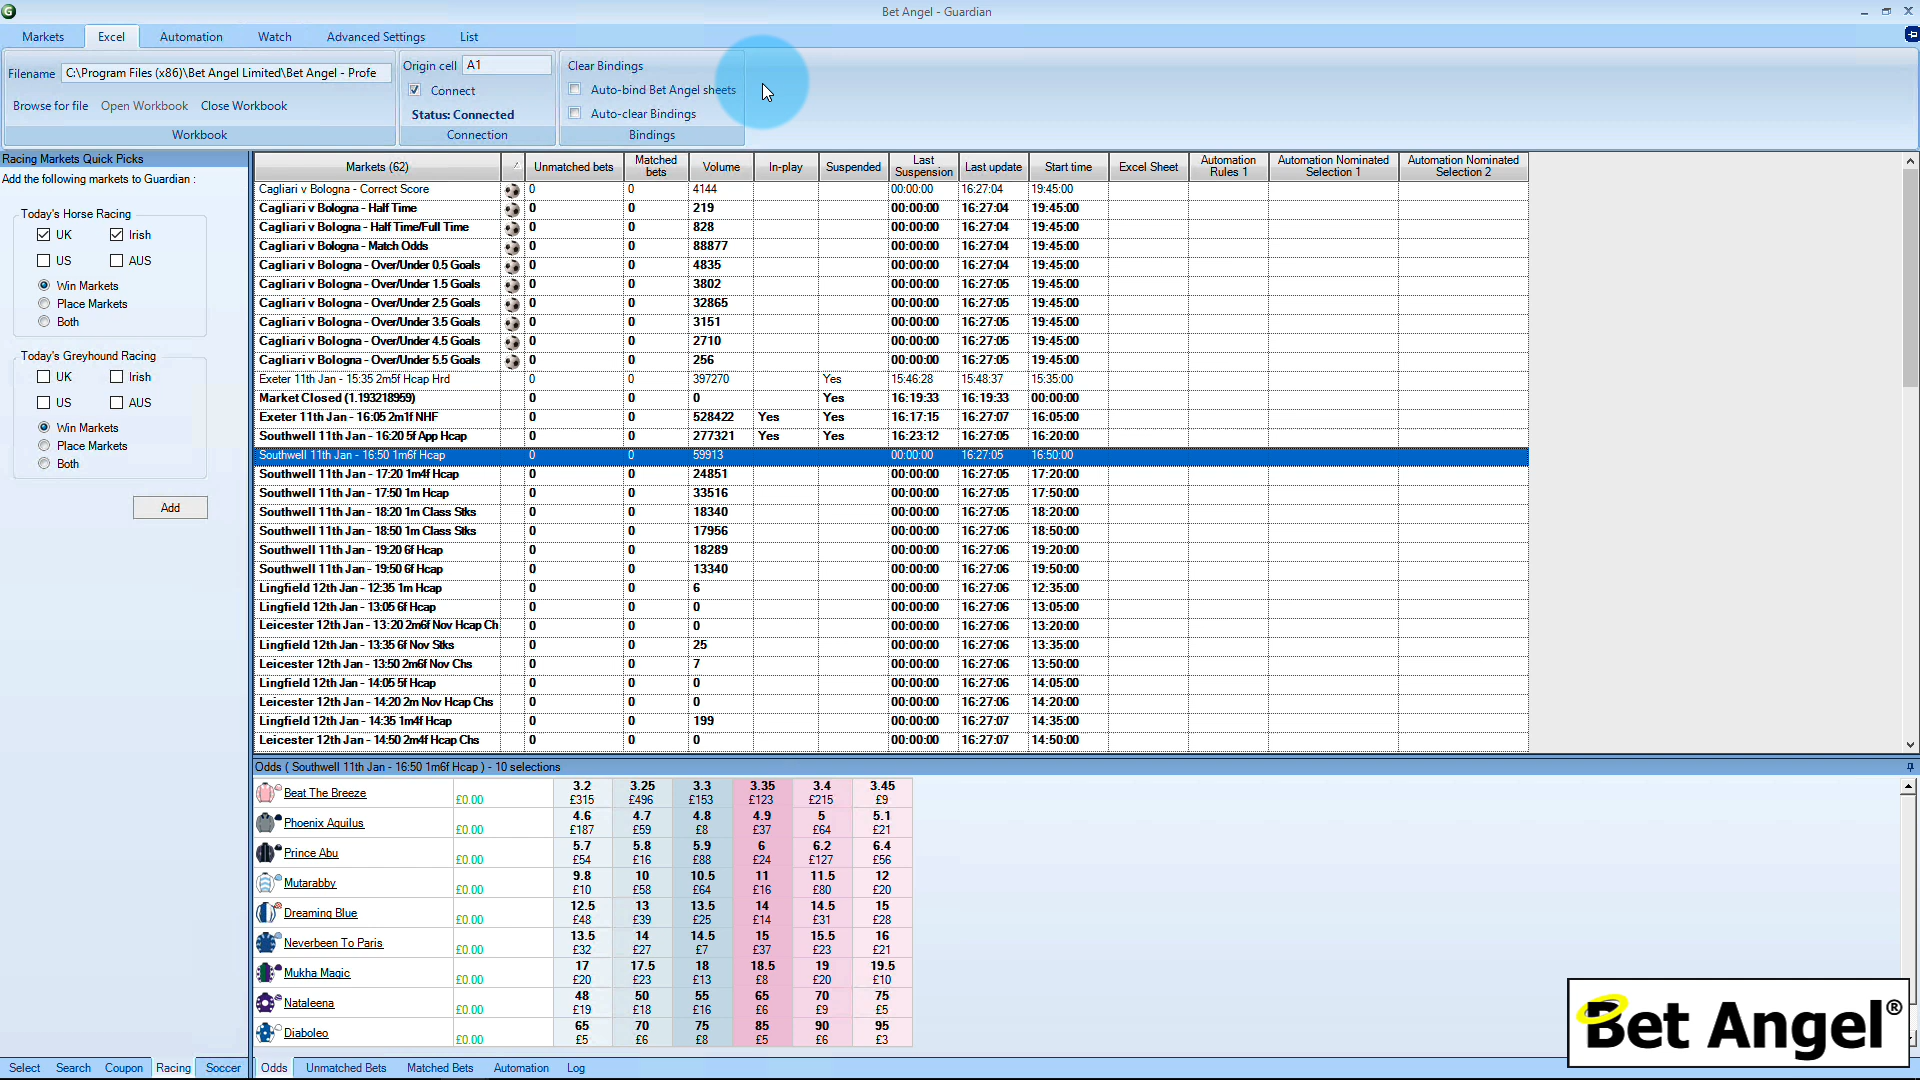 G Bet Angel - Guardian
Markets Excel Automation Watch Advanced Settings List
Filename C:\Program Files (x86)\Bet Angel Limited\Bet Angel - Profe
Browse for file Open Workbook Close Workbook
Workbook
Origin cell A1
Connect
Status: Connected
Connection
Clear Bindings
Auto-bind Bet Angel sheets
Auto-clear Bindings
Bindings
Racing Markets Quick Picks
Add the following markets to Guardian :
Today's Horse Racing
UK Irish
US AUS
Win Markets
Place Markets
Both
Today's Greyhound Racing
UK Irish
US AUS
Win Markets
Place Markets
Both
Add
Markets (62) Unmatched bets Matched bets Volume In-play Suspended Last Suspension Last update Start time Excel Sheet Automation Rules 1 Automation Nominated Selection 1 Automation Nominated Selection 2
Cagliari v Bologna - Correct Score 0 0 4144 00:00:00 16:27:04 19:45:00
Cagliari v Bologna - Half Time 0 0 219 00:00:00 16:27:04 19:45:00
Cagliari v Bologna - Half Time/Full Time 0 0 828 00:00:00 16:27:04 19:45:00
Cagliari v Bologna - Match Odds 0 0 88877 00:00:00 16:27:04 19:45:00
Cagliari v Bologna - Over/Under 0.5 Goals 0 0 4835 00:00:00 16:27:04 19:45:00
Cagliari v Bologna - Over/Under 1.5 Goals 0 0 3802 00:00:00 16:27:05 19:45:00
Cagliari v Bologna - Over/Under 2.5 Goals 0 0 32865 00:00:00 16:27:05 19:45:00
Cagliari v Bologna - Over/Under 3.5 Goals 0 0 3151 00:00:00 16:27:05 19:45:00
Cagliari v Bologna - Over/Under 4.5 Goals 0 0 2710 00:00:00 16:27:05 19:45:00
Cagliari v Bologna - Over/Under 5.5 Goals 0 0 256 00:00:00 16:27:05 19:45:00
Exeter 11th Jan - 15:35 2m5f Hcap Hrd 0 0 397270 Yes 15:46:28 15:48:37 15:35:00
Market Closed (1.193218959) 0 0 0 Yes 16:19:33 16:19:33 00:00:00
Exeter 11th Jan - 16:05 2m1f NHF 0 0 528422 Yes Yes 16:17:15 16:27:07 16:05:00
Southwell 11th Jan - 16:20 5f App Hcap 0 0 277321 Yes Yes 16:23:12 16:27:05 16:20:00
Southwell 11th Jan - 16:50 1m6f Hcap 0 0 59913 00:00:00 16:27:05 16:50:00
Southwell 11th Jan - 17:20 1m4f Hcap 0 0 24851 00:00:00 16:27:05 17:20:00
Southwell 11th Jan - 17:50 1m Hcap 0 0 33516 00:00:00 16:27:05 17:50:00
Southwell 11th Jan - 18:20 1m Class Stks 0 0 18340 00:00:00 16:27:05 18:20:00
Southwell 11th Jan - 18:50 1m Class Stks 0 0 17956 00:00:00 16:27:06 18:50:00
Southwell 11th Jan - 19:20 6f Hcap 0 0 18289 00:00:00 16:27:06 19:20:00
Southwell 11th Jan - 19:50 6f Hcap 0 0 13340 00:00:00 16:27:06 19:50:00
Lingfield 12th Jan - 12:35 1m Hcap 0 0 6 00:00:00 16:27:06 12:35:00
Lingfield 12th Jan - 13:05 6f Hcap 0 0 0 00:00:00 16:27:06 13:05:00
Leicester 12th Jan - 13:20 2m6f Nov Hcap Ch 0 0 0 00:00:00 16:27:06 13:20:00
Lingfield 12th Jan - 13:35 6f Nov Stks 0 0 25 00:00:00 16:27:06 13:35:00
Leicester 12th Jan - 13:50 2m6f Nov Chs 0 0 7 00:00:00 16:27:06 13:50:00
Lingfield 12th Jan - 14:05 5f Hcap 0 0 0 00:00:00 16:27:06 14:05:00
Leicester 12th Jan - 14:20 2m Nov Hcap Chs 0 0 0 00:00:00 16:27:06 14:20:00
Lingfield 12th Jan - 14:35 1m4f Hcap 0 0 199 00:00:00 16:27:07 14:35:00
Leicester 12th Jan - 14:50 2m4f Hcap Chs 0 0 0 00:00:00 16:27:07 14:50:00
Odds ( Southwell 11th Jan - 16:50 1m6f Hcap ) - 10 selections
3.2 3.25 3.3 3.35 3.4 3.45
Beat The Breeze £0.00 £315 £496 £153 £123 £215 £9
4.6 4.7 4.8 4.9 5 5.1
Phoenix Aquilus £0.00 £187 £59 £8 £37 £64 £21
5.7 5.8 5.9 6 6.2 6.4
Prince Abu £0.00 £54 £16 £88 £24 £127 £56
9.8 10 10.5 11 11.5 12
Mutarabby £0.00 £10 £58 £64 £16 £80 £20
12.5 13 13.5 14 14.5 15
Dreaming Blue £0.00 £48 £39 £25 £14 £31 £28
13.5 14 14.5 15 15.5 16
Neverbeen To Paris £0.00 £32 £27 £7 £37 £23 £21
17 17.5 18 18.5 19 19.5
Mukha Magic £0.00 £20 £23 £13 £8 £20 £10
48 50 55 65 70 75
Nataleena £0.00 £19 £18 £16 £6 £9 £5
65 70 75 85 90 95
Diaboleo £0.00 £5 £6 £8 £5 £6 £3
Bet Angel®
Select Search Coupon Racing Soccer Odds Unmatched Bets Matched Bets Automation Log